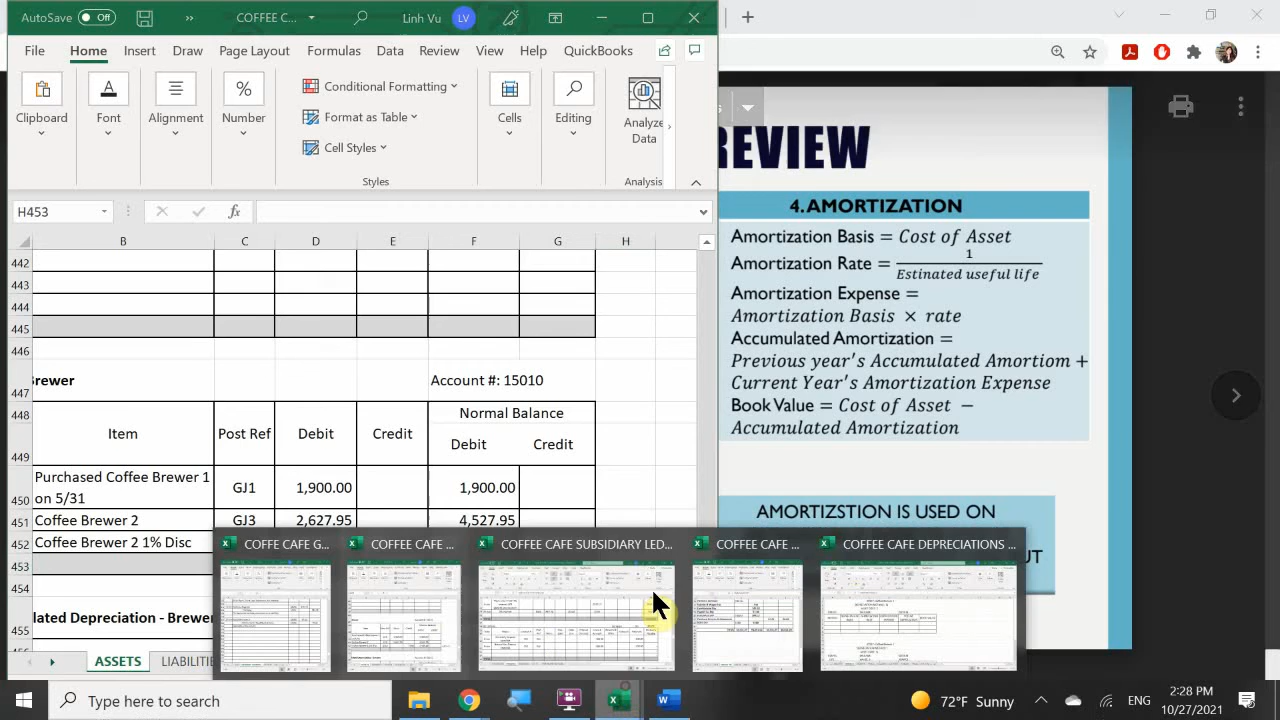 AutoSave Off COFFEE C... Linh Vu LV
File Home Insert Draw Page Layout Formulas Data Review View Help QuickBooks
Clipboard
Font
Alignment
Number
Conditional Formatting
Format as Table
Cell Styles
Styles
Cells
Editing
Analyze
Data
Analysis
H453 fx
B C D E F G H
442
443
444
445
446
447 Brewer Account #: 15010
448 Normal Balance
Item Post Ref Debit Credit
449 Debit Credit
Purchased Coffee Brewer 1
450 on 5/31 GJ1 1,900.00 1,900.00
451 Coffee Brewer 2 GJ3 2,627.95 4,527.95
452 Coffee Brewer 2 1% Disc
453
454
455 ed Depreciation - Brewer
ASSETS LIABILITIE
COFFE CAFE G...
COFFEE CAFE ...
COFFEE CAFE SUBSIDIARY LED...
COFFEE CAFE ...
COFFEE CAFE DEPRECIATIONS ...
REVIEW
4. AMORTIZATION
Amortization Basis = Cost of Asset
Amortization Rate = 1
Estinated useful life
Amortization Expense =
Amortization Basis × rate
Accumulated Amortization =
Previous year's Accumulated Amortiom +
Current Year's Amortization Expense
Book Value = Cost of Asset −
Accumulated Amortization
AMORTIZSTION IS USED ON
UT
Type here to search
72°F Sunny
ENG
2:28 PM
10/27/2021